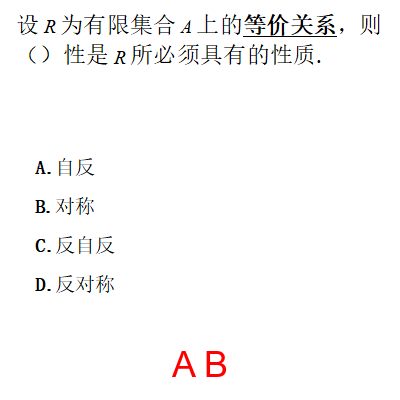 设 R 为有限集合 A 上的等价关系，则
（）性是 R 所必须具有的性质.
A. 自反
B. 对称
C. 反自反
D. 反对称
A B